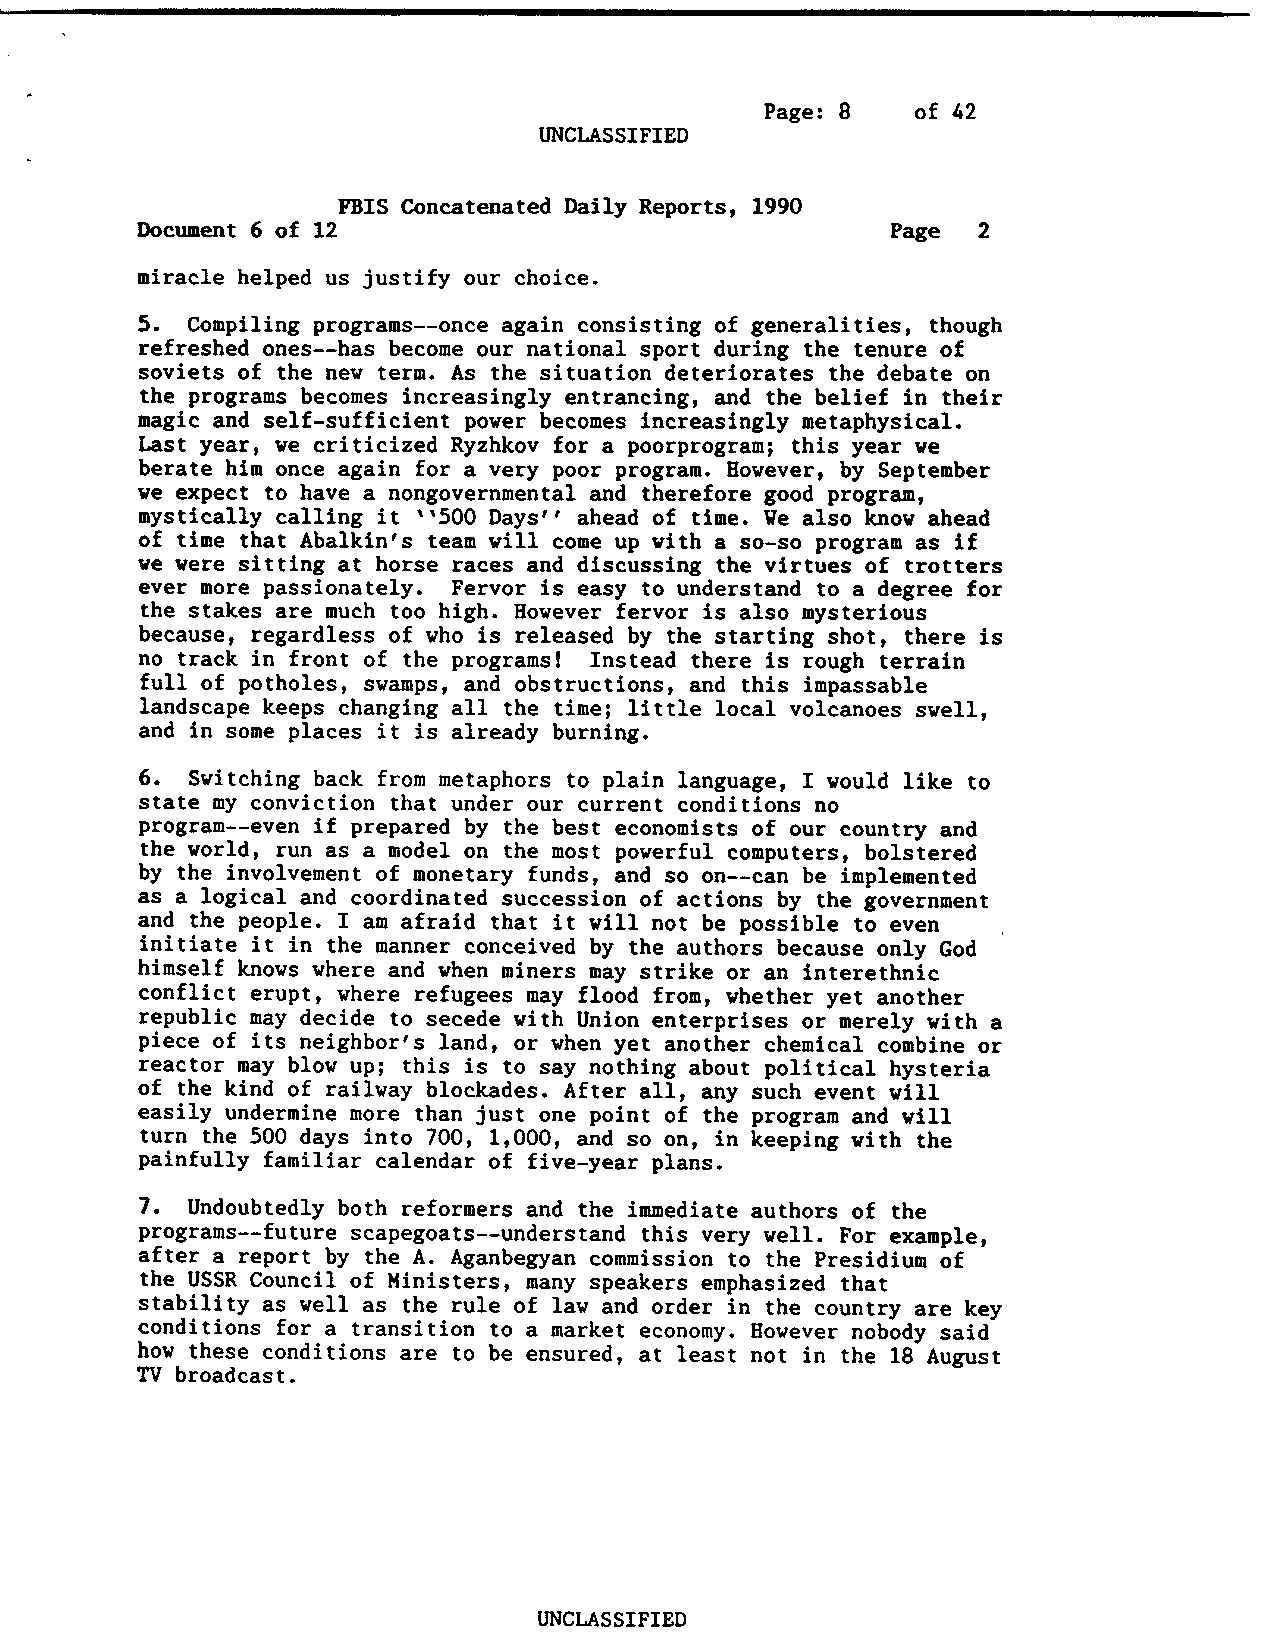 Page: 8 of 42
UNCLASSIFIED
FBIS Concatenated Daily Reports, 1990
Document 6 of 12 Page 2
miracle helped us justify our choice.
5. Compiling programs--once again consisting of generalities, though
refreshed ones--has become our national sport during the tenure of
soviets of the new term. As the situation deteriorates the debate on
the programs becomes increasingly entrancing, and the belief in their
magic and self-sufficient power becomes increasingly metaphysical.
Last year, we criticized Ryzhkov for a poorprogram; this year we
berate him once again for a very poor program. However, by September
we expect to have a nongovernmental and therefore good program,
mystically calling it ``500 Days'' ahead of time. We also know ahead
of time that Abalkin's team will come up with a so-so program as if
we were sitting at horse races and discussing the virtues of trotters
ever more passionately. Fervor is easy to understand to a degree for
the stakes are much too high. However fervor is also mysterious
because, regardless of who is released by the starting shot, there is
no track in front of the programs! Instead there is rough terrain
full of potholes, swamps, and obstructions, and this impassable
landscape keeps changing all the time; little local volcanoes swell,
and in some places it is already burning.
6. Switching back from metaphors to plain language, I would like to
state my conviction that under our current conditions no
program--even if prepared by the best economists of our country and
the world, run as a model on the most powerful computers, bolstered
by the involvement of monetary funds, and so on--can be implemented
as a logical and coordinated succession of actions by the government
and the people. I am afraid that it will not be possible to even
initiate it in the manner conceived by the authors because only God
himself knows where and when miners may strike or an interethnic
conflict erupt, where refugees may flood from, whether yet another
republic may decide to secede with Union enterprises or merely with a
piece of its neighbor's land, or when yet another chemical combine or
reactor may blow up; this is to say nothing about political hysteria
of the kind of railway blockades. After all, any such event will
easily undermine more than just one point of the program and will
turn the 500 days into 700, 1,000, and so on, in keeping with the
painfully familiar calendar of five-year plans.
7. Undoubtedly both reformers and the immediate authors of the
programs--future scapegoats--understand this very well. For example,
after a report by the A. Aganbegyan commission to the Presidium of
the USSR Council of Ministers, many speakers emphasized that
stability as well as the rule of law and order in the country are key
conditions for a transition to a market economy. However nobody said
how these conditions are to be ensured, at least not in the 18 August
TV broadcast.
UNCLASSIFIED